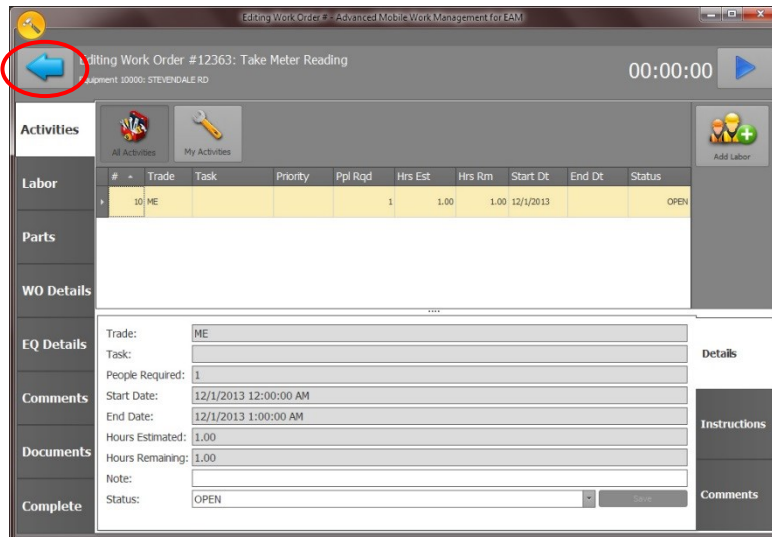 Editing Work Order # - Advanced Mobile Work Management for EAM
Editing Work Order #12363: Take Meter Reading
Equipment 10000: STEVENDALE RD
00:00:00
Activities
Labor
Parts
WO Details
EQ Details
Comments
Documents
Complete
All Activities
My Activities
Add Labor
# Trade Task Priority Ppl Rqd Hrs Est Hrs Rm Start Dt End Dt Status
10 ME 1 1.00 1.00 12/1/2013 OPEN
Trade: ME
Task:
People Required: 1
Start Date: 12/1/2013 12:00:00 AM
End Date: 12/1/2013 1:00:00 AM
Hours Estimated: 1.00
Hours Remaining: 1.00
Note:
Status: OPEN
Save
Details
Instructions
Comments